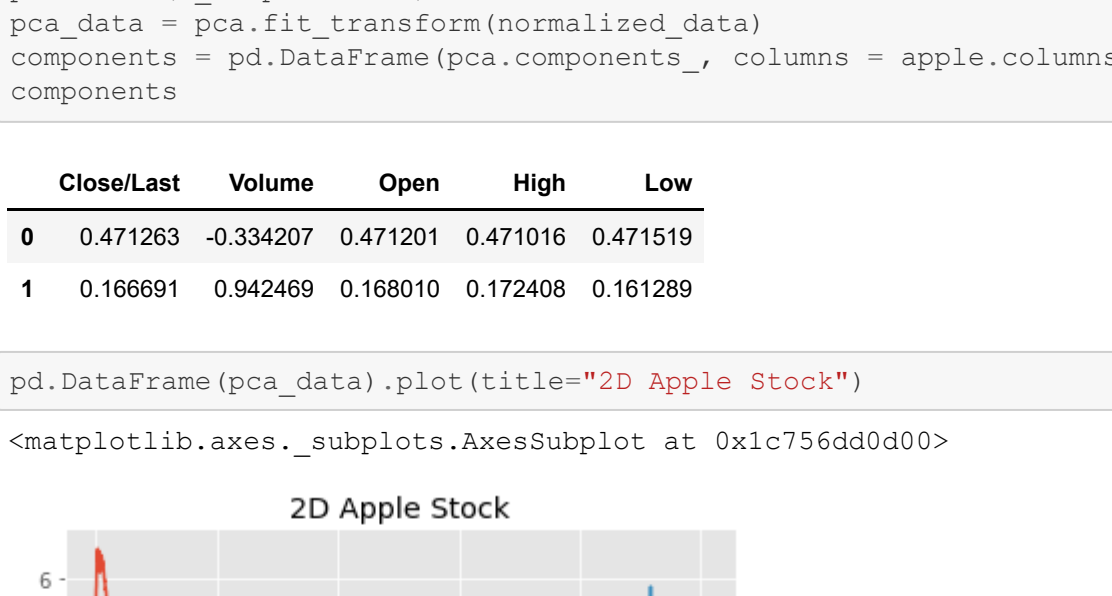 pca_data = pca.fit_transform(normalized_data)
components = pd.DataFrame(pca.components_, columns = apple.columns
components
Close/Last Volume Open High Low
0 0.471263 -0.334207 0.471201 0.471016 0.471519
1 0.166691 0.942469 0.168010 0.172408 0.161289
pd.DataFrame(pca_data).plot(title="2D Apple Stock")
<matplotlib.axes._subplots.AxesSubplot at 0x1c756dd0d00>
2D Apple Stock
6